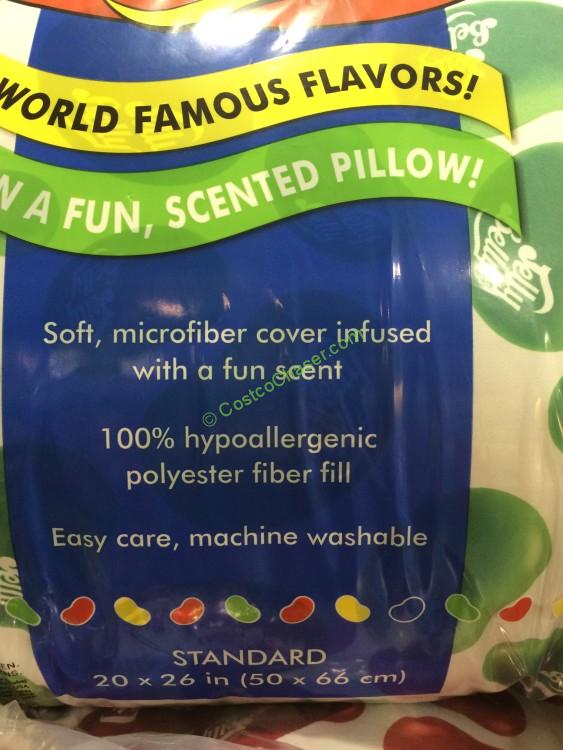 WORLD FAMOUS FLAVORS!
N A FUN, SCENTED PILLOW!
Soft, microfiber cover infused
with a fun scent
© CostcoChaser.com
100% hypoallergenic
polyester fiber fill
Easy care, machine washable
STANDARD
20 x 26 in (50 x 66 cm)
Belly